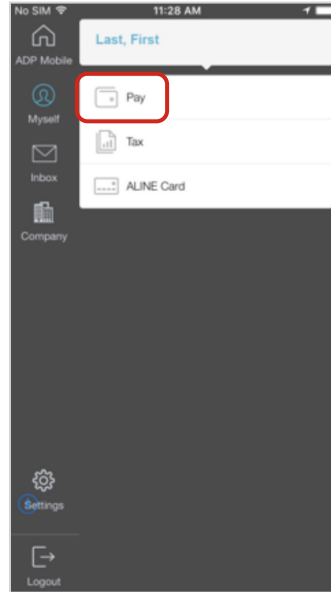 No SIM 11:28 AM
ADP Mobile
Last, First
Myself
Pay
Tax
Inbox
ALINE Card
Company
Settings
Logout